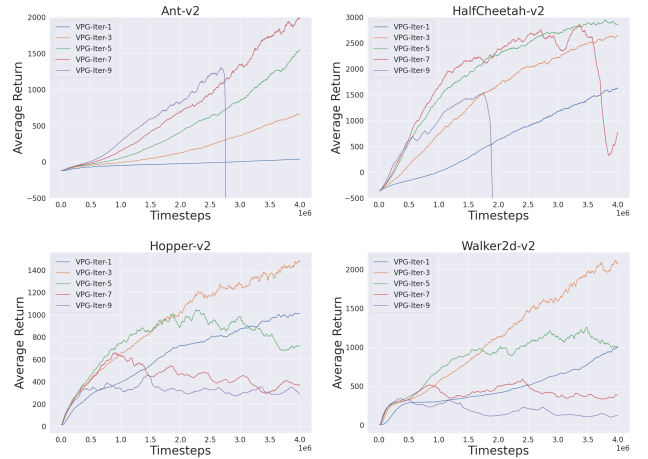 Ant-v2
VPG-Iter-1
VPG-Iter-3
VPG-Iter-5
VPG-Iter-7
VPG-Iter-9
Average Return
2000
1500
1000
500
0
−500
0.0 0.5 1.0 1.5 2.0 2.5 3.0 3.5 4.0
Timesteps
1e6
HalfCheetah-v2
VPG-Iter-1
VPG-Iter-3
VPG-Iter-5
VPG-Iter-7
VPG-Iter-9
Average Return
3000
2500
2000
1500
1000
500
0
−500
0.0 0.5 1.0 1.5 2.0 2.5 3.0 3.5 4.0
Timesteps
1e6
Hopper-v2
VPG-Iter-1
VPG-Iter-3
VPG-Iter-5
VPG-Iter-7
VPG-Iter-9
Average Return
1400
1200
1000
800
600
400
200
0
0.0 0.5 1.0 1.5 2.0 2.5 3.0 3.5 4.0
Timesteps
1e6
Walker2d-v2
VPG-Iter-1
VPG-Iter-3
VPG-Iter-5
VPG-Iter-7
VPG-Iter-9
Average Return
2000
1500
1000
500
0
0.0 0.5 1.0 1.5 2.0 2.5 3.0 3.5 4.0
Timesteps
1e6